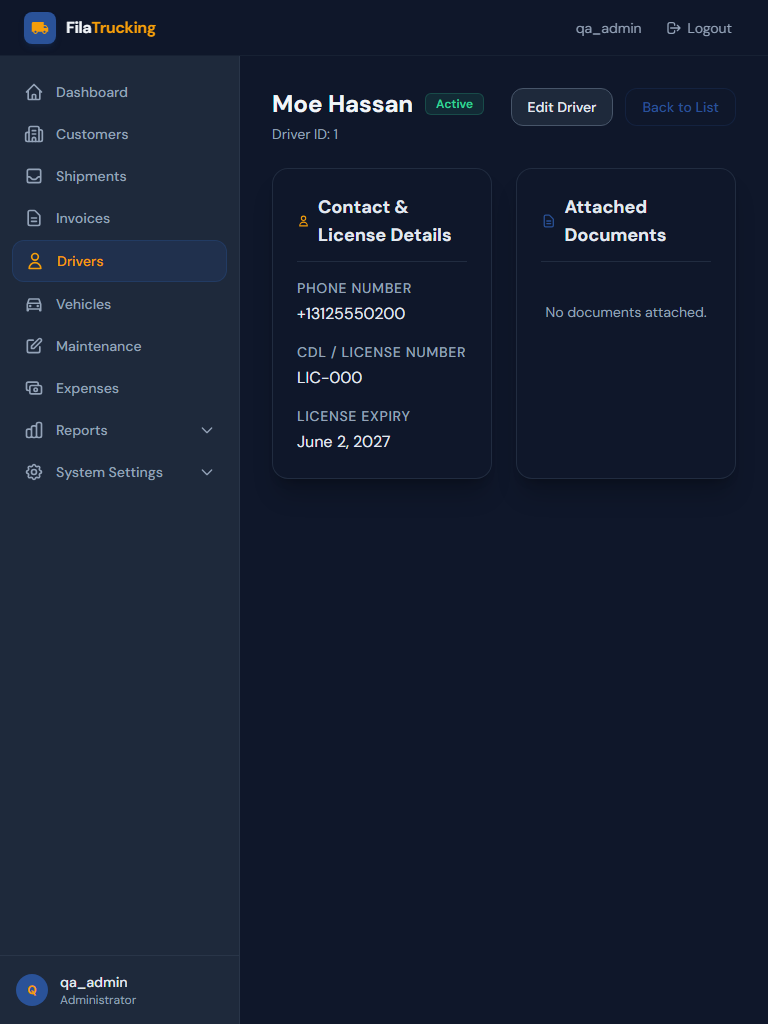 FilaTrucking
qa_admin
Logout
Dashboard
Customers
Shipments
Invoices
Drivers
Vehicles
Maintenance
Expenses
Reports
System Settings
qa_admin
Administrator
Q
Moe Hassan
Active
Driver ID: 1
Edit Driver
Back to List
Contact &
License Details
PHONE NUMBER
+13125550200
CDL / LICENSE NUMBER
LIC-000
LICENSE EXPIRY
June 2, 2027
Attached
Documents
No documents attached.